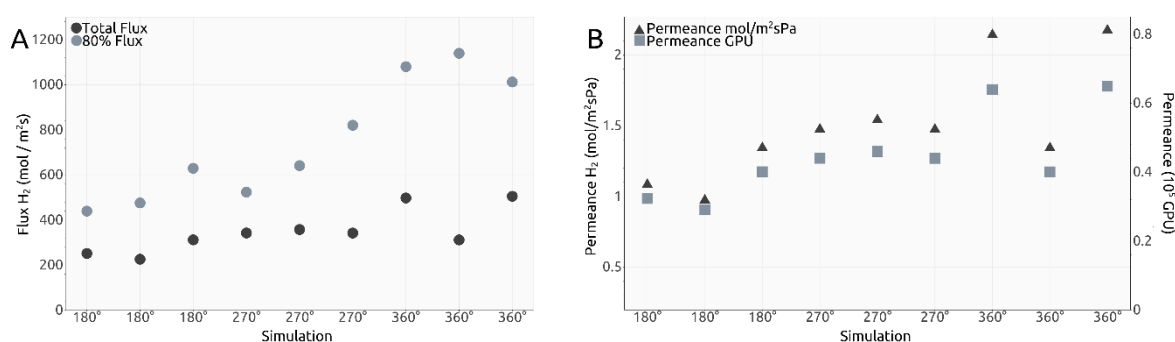 A
Total Flux
80% Flux
Flux H₂ (mol / m²s)
1200
1000
800
600
400
200
0
180° 180° 180° 270° 270° 270° 360° 360° 360°
Simulation
B
Permeance mol/m²sPa
Permeance GPU
Permeance H₂ (mol/m²sPa)
2
1.5
1
0.5
Permeance (10⁵ GPU)
0.8
0.6
0.4
0.2
0
180° 180° 180° 270° 270° 270° 360° 360° 360°
Simulation